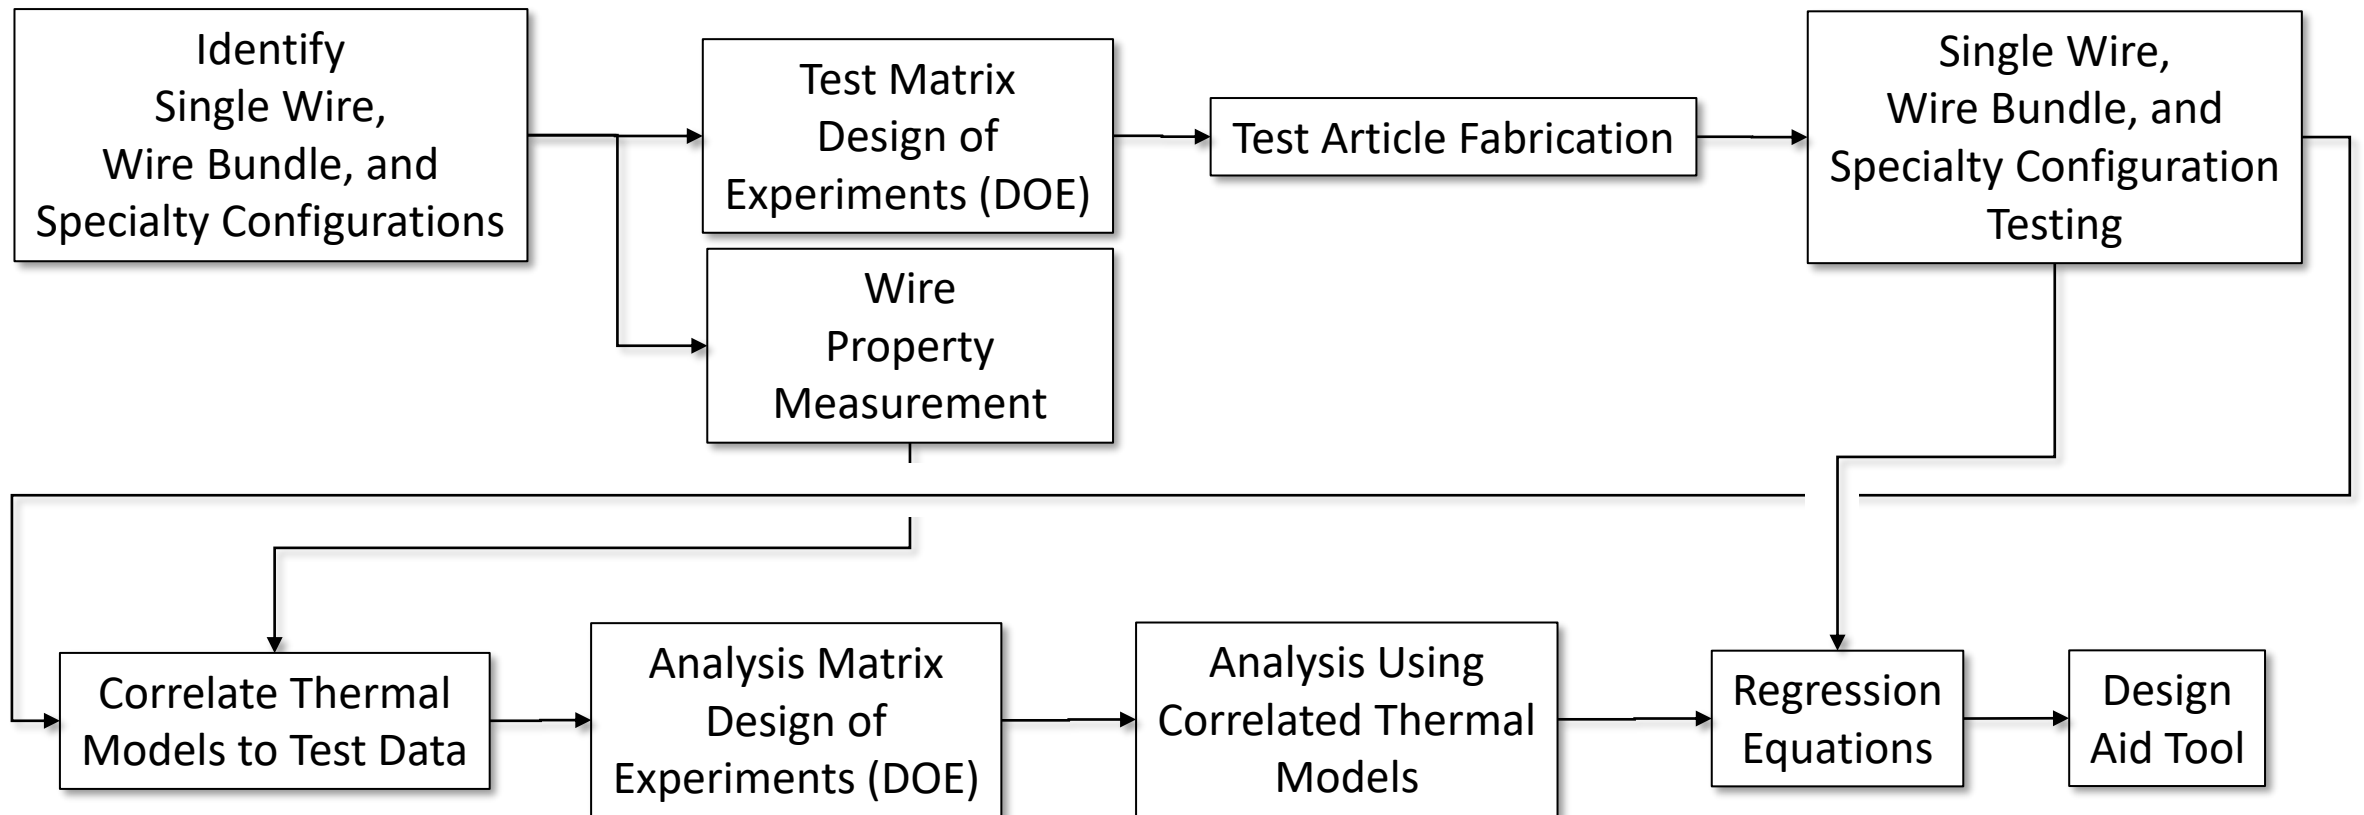 Identify
Single Wire,
Wire Bundle, and
Specialty Configurations
Test Matrix
Design of
Experiments (DOE)
Test Article Fabrication
Single Wire,
Wire Bundle, and
Specialty Configuration
Testing
Wire
Property
Measurement
Correlate Thermal
Models to Test Data
Analysis Matrix
Design of
Experiments (DOE)
Analysis Using
Correlated Thermal
Models
Regression
Equations
Design
Aid Tool